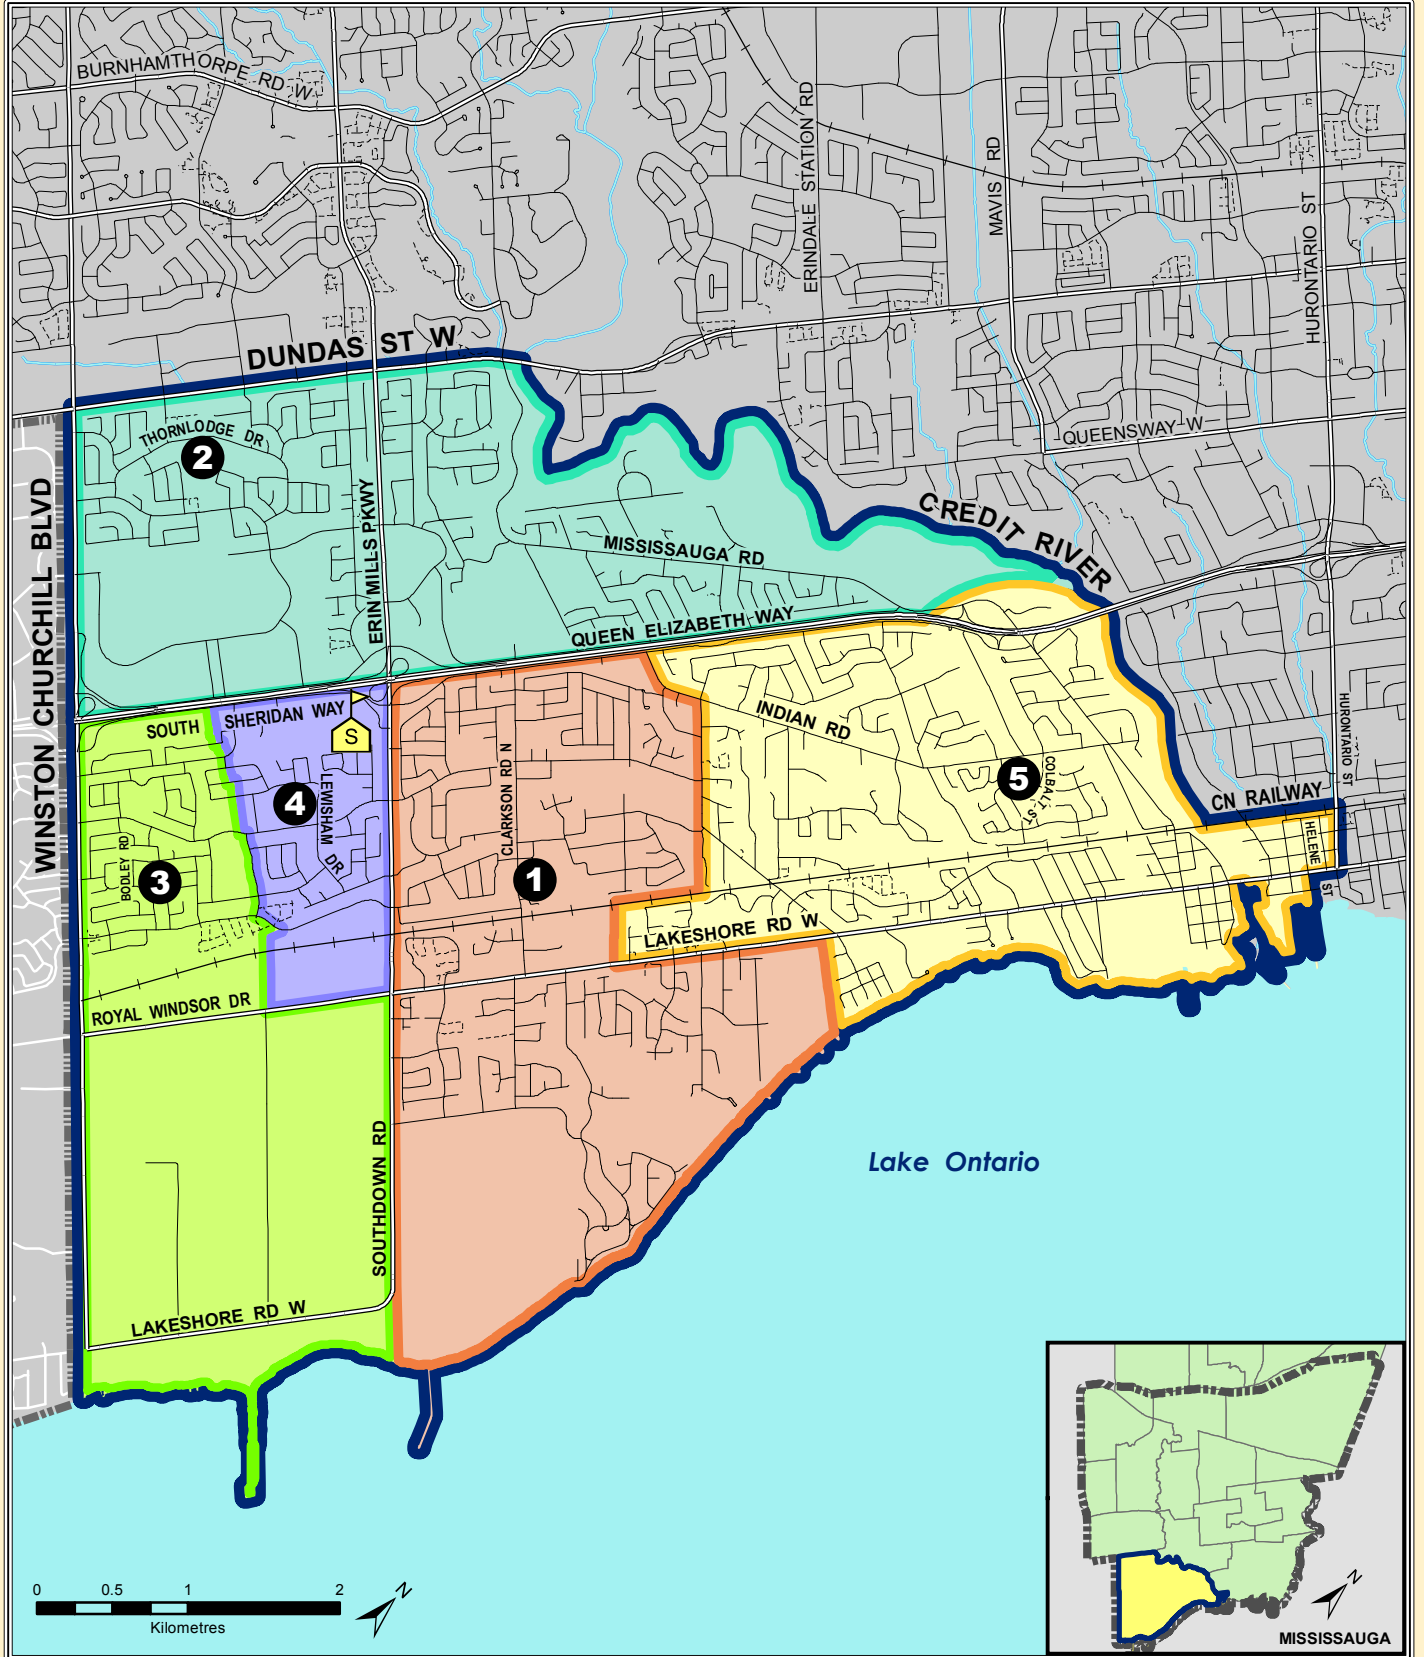 BURNHAMTHORPE RD W
ERINDALE STATION RD
MAVIS RD
HURONTARIO ST
DUNDAS ST W
QUEENSWAY W
THORNLODGE DR
2
WINSTON CHURCHILL BLVD
ERIN MILLS PKWY
CREDIT RIVER
MISSISSAUGA RD
QUEEN ELIZABETH WAY
SOUTH SHERIDAN WAY
S
INDIAN RD
HURONTARIO ST
CLARKSON RD N
COLBALT ST
5
4
LEWISHAM DR
CN RAILWAY
HELENE ST
BODLEY RD
3
1
LAKESHORE RD W
ROYAL WINDSOR DR
SOUTHDOWN RD
Lake Ontario
LAKESHORE RD W
0 0.5 1 2
Kilometres
N
N
MISSISSAUGA